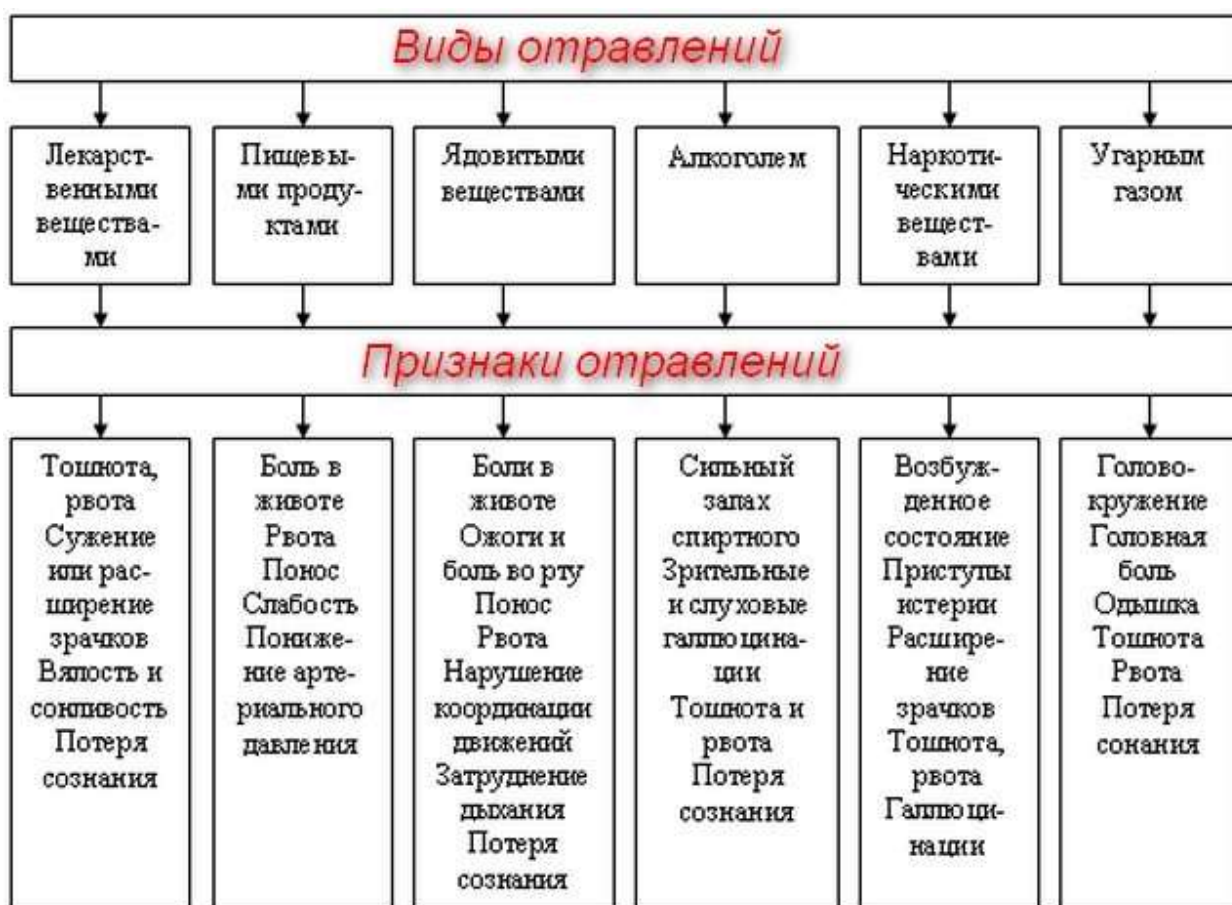 Виды отравлений
Лекарст-
венными
вещества-
ми
Пищевы-
ми проду-
ктами
Ядовитыми
веществами
Алкоголем
Наркоти-
ческими
вещест-
вами
Угарным
газом
Признаки отравлений
Тошнота,
рвота
Сужение
или рас-
ширение
зрачков
Вялость и
сонливость
Потеря
сознания
Боль в
животе
Рвота
Понос
Слабость
Пониже-
ние арте-
риального
давления
Боли в
животе
Ожоги и
боль во рту
Понос
Рвота
Нарушение
координации
движений
Затруднение
дыхания
Потеря
сознания
Сильный
запах
спиртного
Зрительные
и слуховые
галлюцина-
ции
Тошнота и
рвота
Потеря
сознания
Возбуж-
денное
состояние
Приступы
истерии
Расшире-
ние
зрачков
Тошнота,
рвота
Галлюци-
нации
Голово-
кружение
Головная
боль
Одышка
Тошнота
Рвота
Потеря
сонания